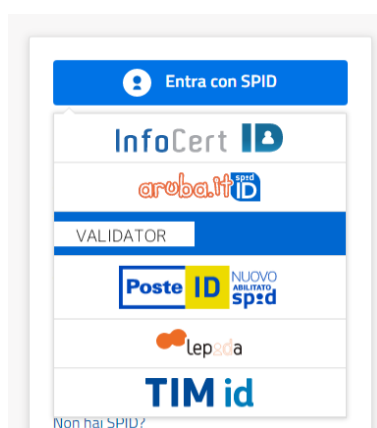 Entra con SPID
InfoCert ID
aruba.it spid ID
VALIDATOR
Poste ID NUOVO ABILITATO spid
lepida
TIM id
Non hai SPID?